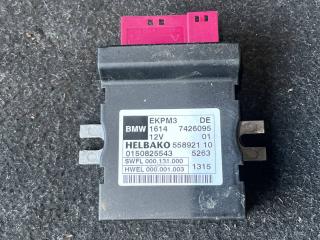 EKPM3 DE
BMW 1614 7426095
12V 01
HELBAKO 558921 10
0150825543 5263
SWFL 000.131.000
HWEL 000.001.003 1315